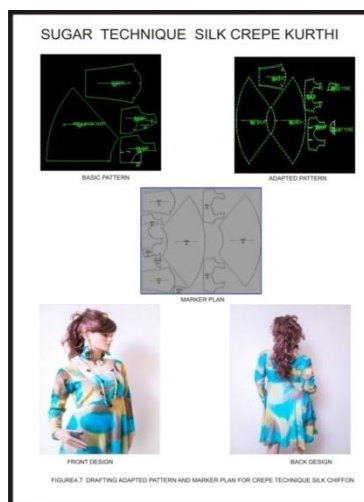 SUGAR TECHNIQUE SILK CREPE KURTHI
BASIC PATTERN
ADAPTED PATTERN
MARKER PLAN
FRONT DESIGN
BACK DESIGN
FIGURE4.7 DRAFTING ADAPTED PATTERN AND MARKER PLAN FOR CREPE TECHNIQUE SILK CHIFFON